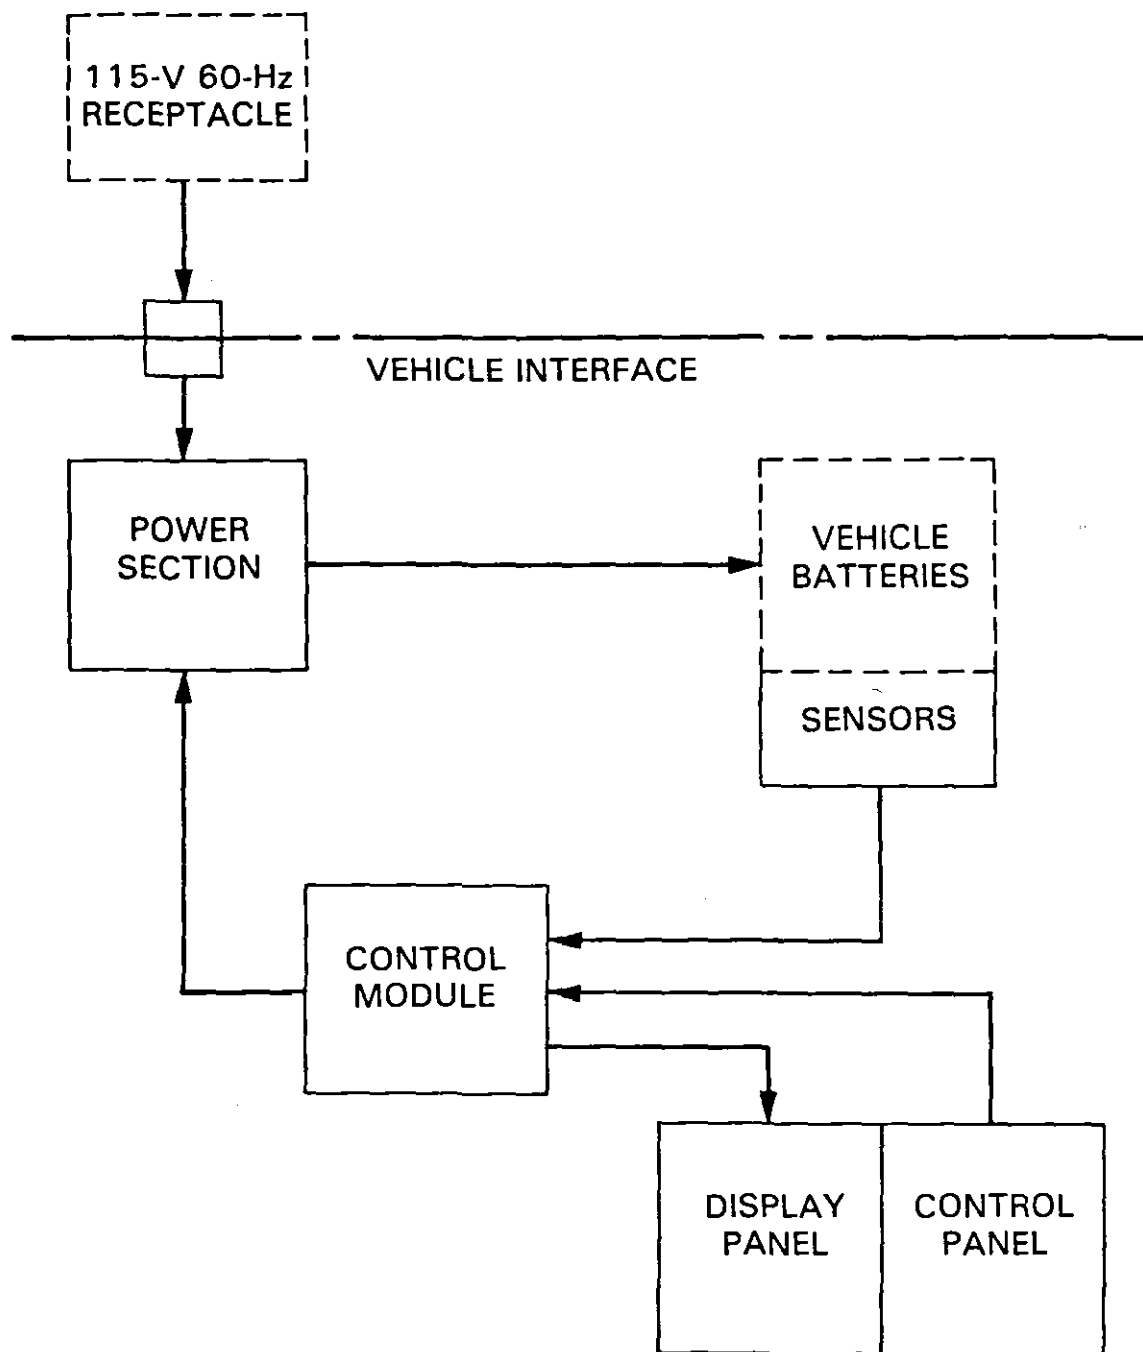 115-V 60-Hz
RECEPTACLE
VEHICLE INTERFACE
POWER
SECTION
VEHICLE
BATTERIES
SENSORS
CONTROL
MODULE
DISPLAY
PANEL
CONTROL
PANEL